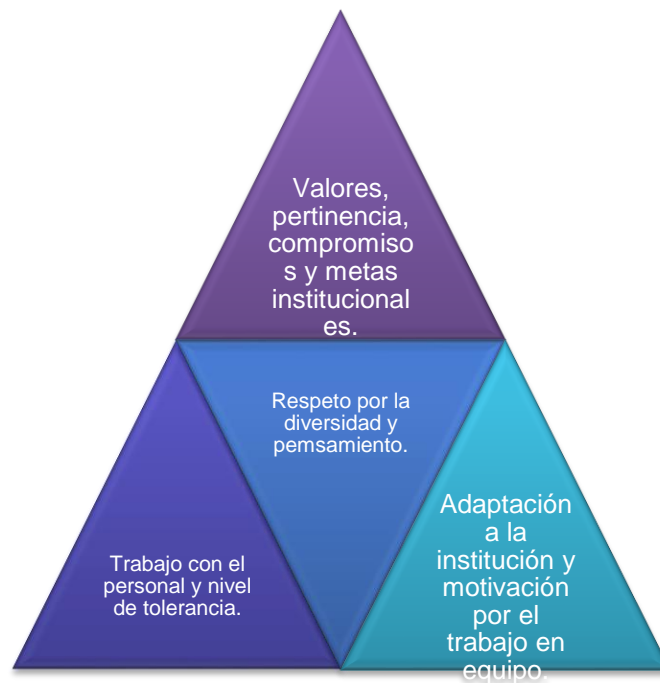 Valores,
pertinencia,
compromiso
s y metas
institucional
es.
Respeto por la
diversidad y
pemsamiento.
Trabajo con el
personal y nivel
de tolerancia.
Adaptación
a la
institución y
motivación
por el
trabajo en
equipo.